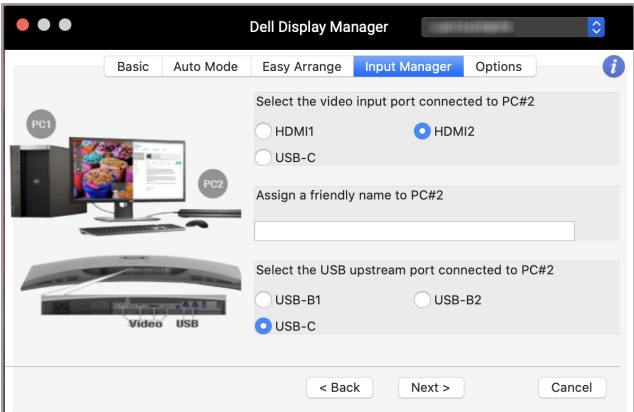 Dell Display Manager
Basic Auto Mode Easy Arrange Input Manager Options i
Select the video input port connected to PC#2
PC1
HDMI1 HDMI2
USB-C
PC2
Assign a friendly name to PC#2
Select the USB upstream port connected to PC#2
USB-B1 USB-B2
Video USB
USB-C
< Back Next > Cancel